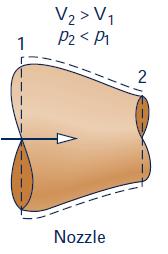 V₂ > V₁
p₂ < p₁
1
2
Nozzle